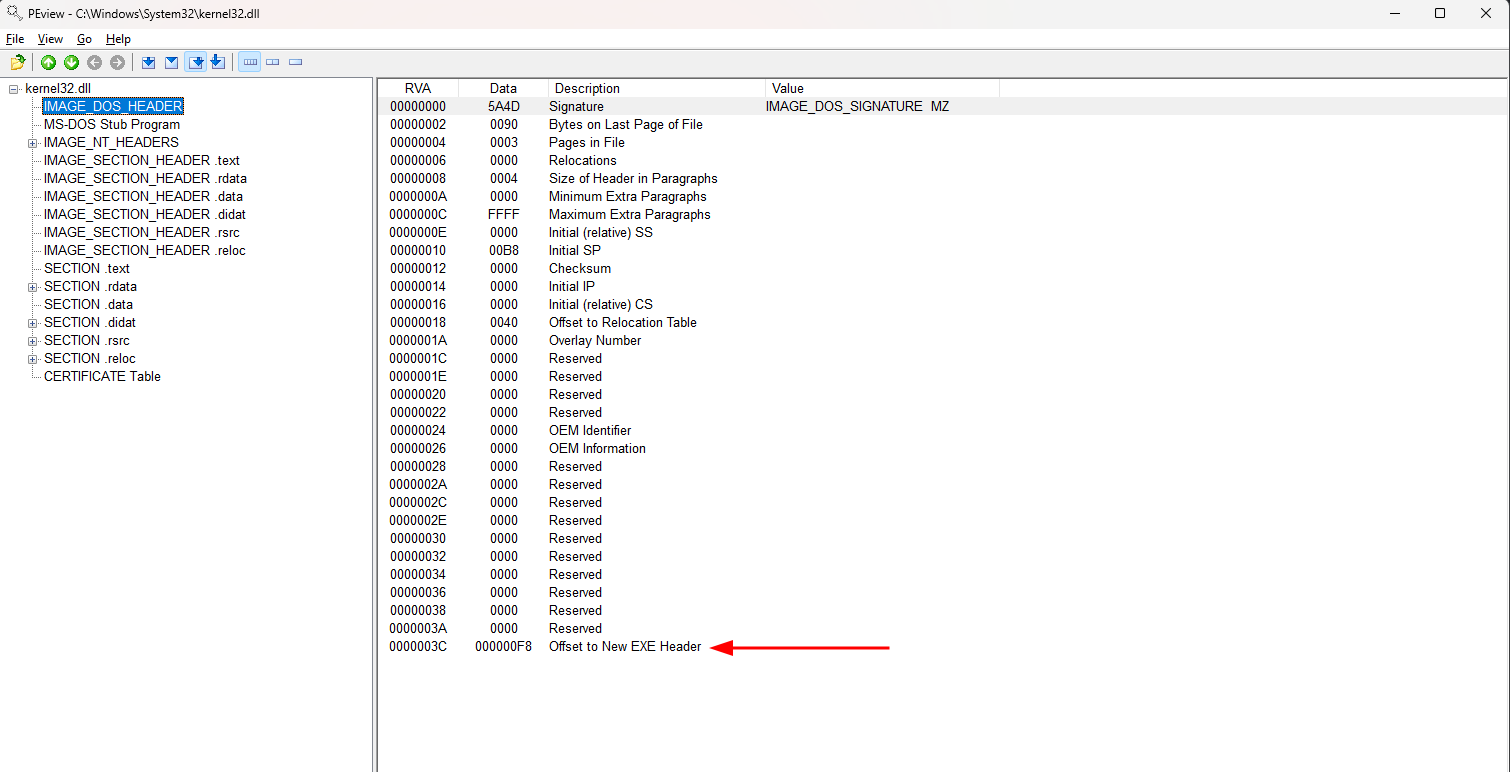 PEview - C:\Windows\System32\kernel32.dll
File View Go Help
kernel32.dll
IMAGE_DOS_HEADER
MS-DOS Stub Program
IMAGE_NT_HEADERS
IMAGE_SECTION_HEADER .text
IMAGE_SECTION_HEADER .rdata
IMAGE_SECTION_HEADER .data
IMAGE_SECTION_HEADER .didat
IMAGE_SECTION_HEADER .rsrc
IMAGE_SECTION_HEADER .reloc
SECTION .text
SECTION .rdata
SECTION .data
SECTION .didat
SECTION .rsrc
SECTION .reloc
CERTIFICATE Table
RVA Data Description Value
00000000 5A4D Signature IMAGE_DOS_SIGNATURE MZ
00000002 0090 Bytes on Last Page of File
00000004 0003 Pages in File
00000006 0000 Relocations
00000008 0004 Size of Header in Paragraphs
0000000A 0000 Minimum Extra Paragraphs
0000000C FFFF Maximum Extra Paragraphs
0000000E 0000 Initial (relative) SS
00000010 00B8 Initial SP
00000012 0000 Checksum
00000014 0000 Initial IP
00000016 0000 Initial (relative) CS
00000018 0040 Offset to Relocation Table
0000001A 0000 Overlay Number
0000001C 0000 Reserved
0000001E 0000 Reserved
00000020 0000 Reserved
00000022 0000 Reserved
00000024 0000 OEM Identifier
00000026 0000 OEM Information
00000028 0000 Reserved
0000002A 0000 Reserved
0000002C 0000 Reserved
0000002E 0000 Reserved
00000030 0000 Reserved
00000032 0000 Reserved
00000034 0000 Reserved
00000036 0000 Reserved
00000038 0000 Reserved
0000003A 0000 Reserved
0000003C 000000F8 Offset to New EXE Header